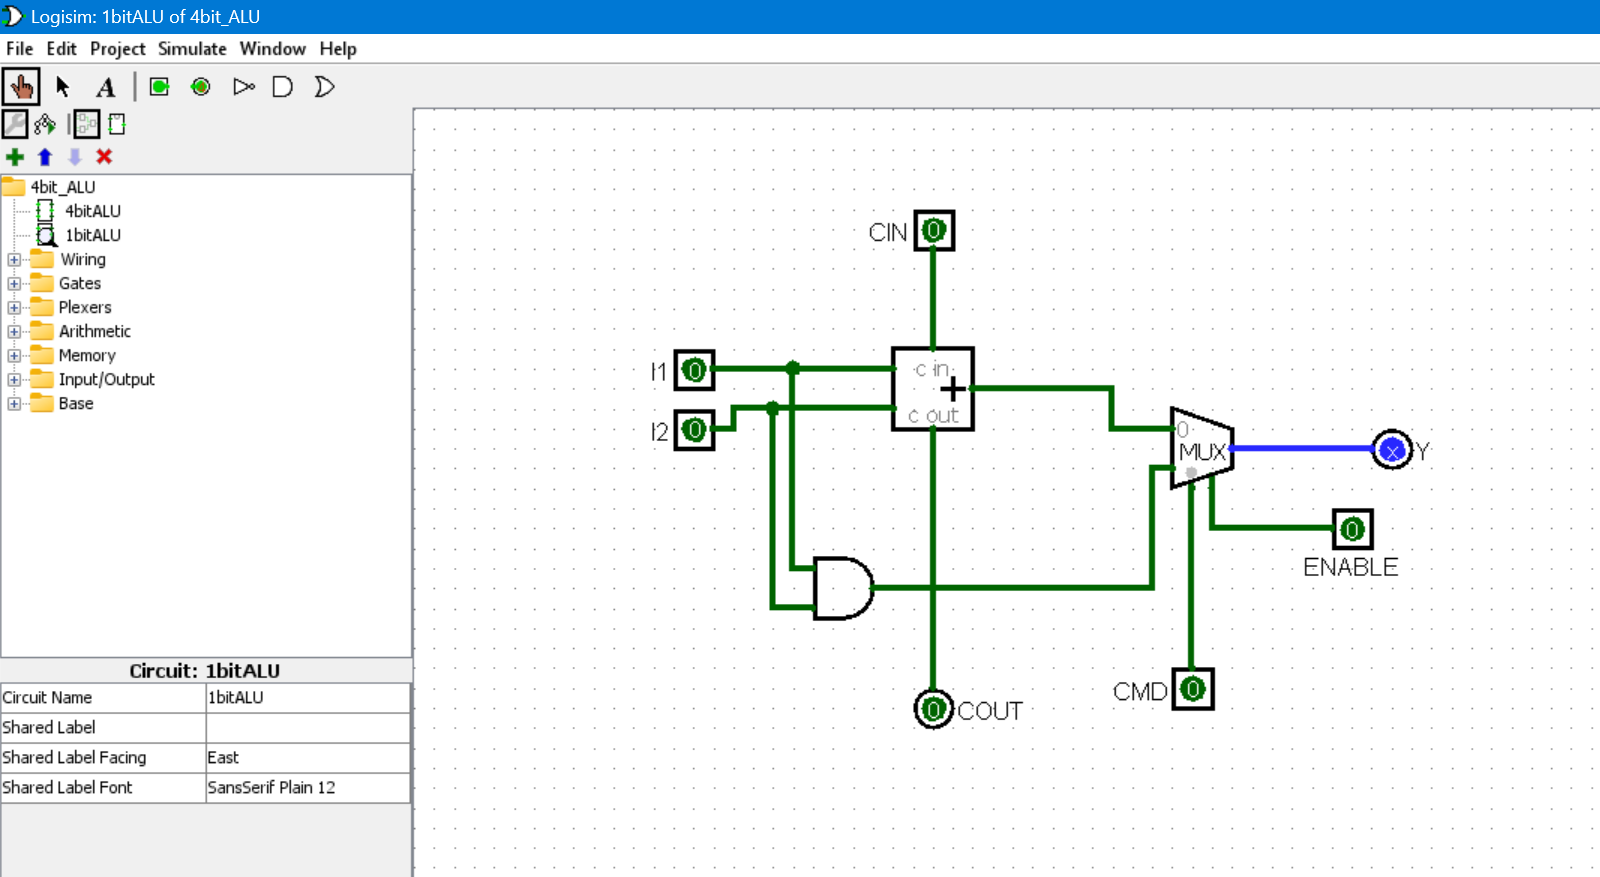 Logisim: 1bitALU of 4bit_ALU
File Edit Project Simulate Window Help
A
4bit_ALU
4bitALU
1bitALU
Wiring
Gates
Plexers
Arithmetic
Memory
Input/Output
Base
Circuit: 1bitALU
Circuit Name 1bitALU
Shared Label
Shared Label Facing East
Shared Label Font SansSerif Plain 12
CIN 0
I1 0
c in
+
c out
I2 0
0
MUX
x Y
0
ENABLE
CMD 0
0 COUT